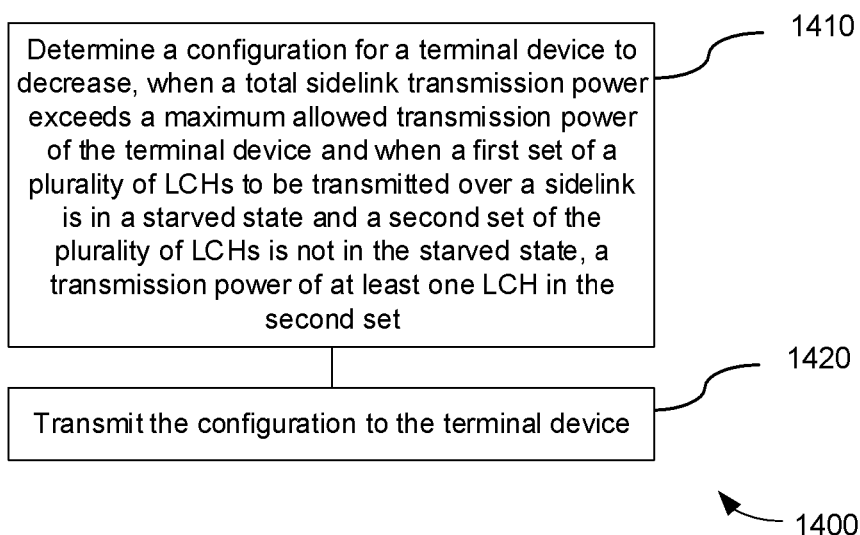 1410
Determine a configuration for a terminal device to
decrease, when a total sidelink transmission power
exceeds a maximum allowed transmission power
of the terminal device and when a first set of a
plurality of LCHs to be transmitted over a sidelink
is in a starved state and a second set of the
plurality of LCHs is not in the starved state, a
transmission power of at least one LCH in the
second set
1420
Transmit the configuration to the terminal device
1400